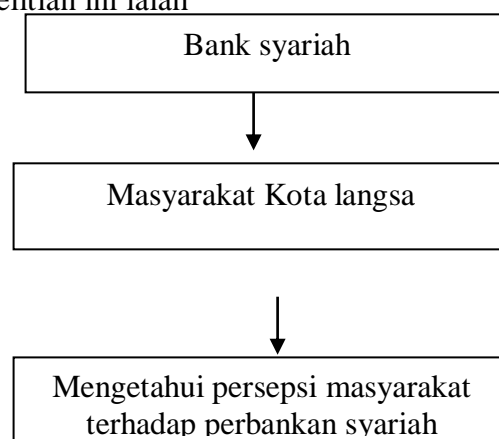 ini ialah
Bank syariah
Masyarakat Kota langsa
Mengetahui persepsi masyarakat
terhadap perbankan syariah